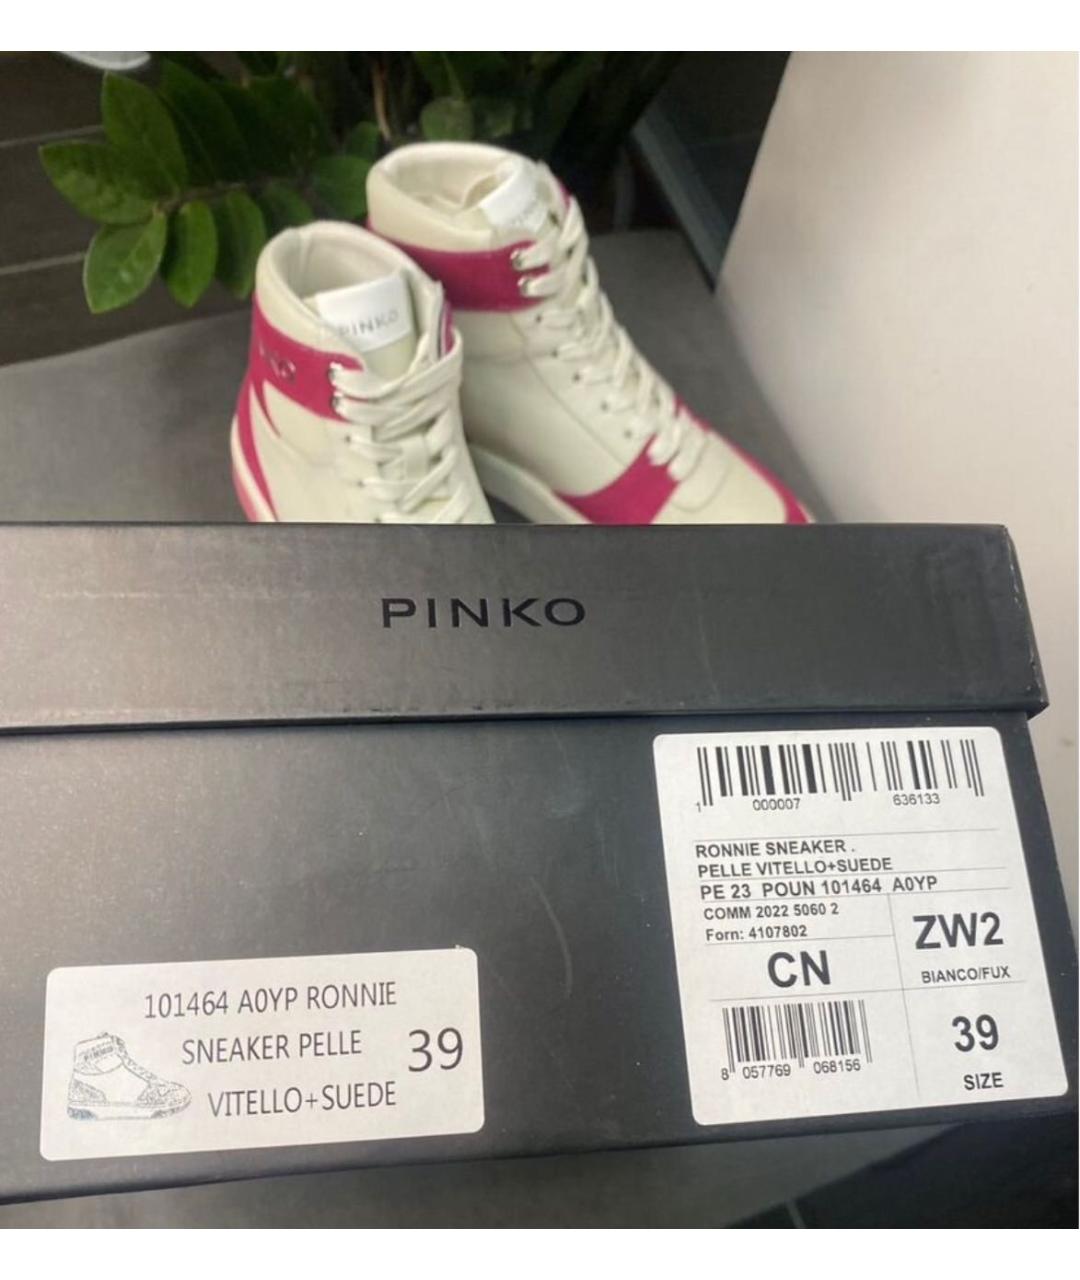 PINKO
PINKO
1 000007 636133
RONNIE SNEAKER .
PELLE VITELLO+SUEDE
PE 23 POUN 101464 A0YP
COMM 2022 5060 2
Forn: 4107802
CN
ZW2
BIANCO/FUX
8 057769 068156
39
SIZE
101464 A0YP RONNIE
SNEAKER PELLE
VITELLO+SUEDE
39
PINKO